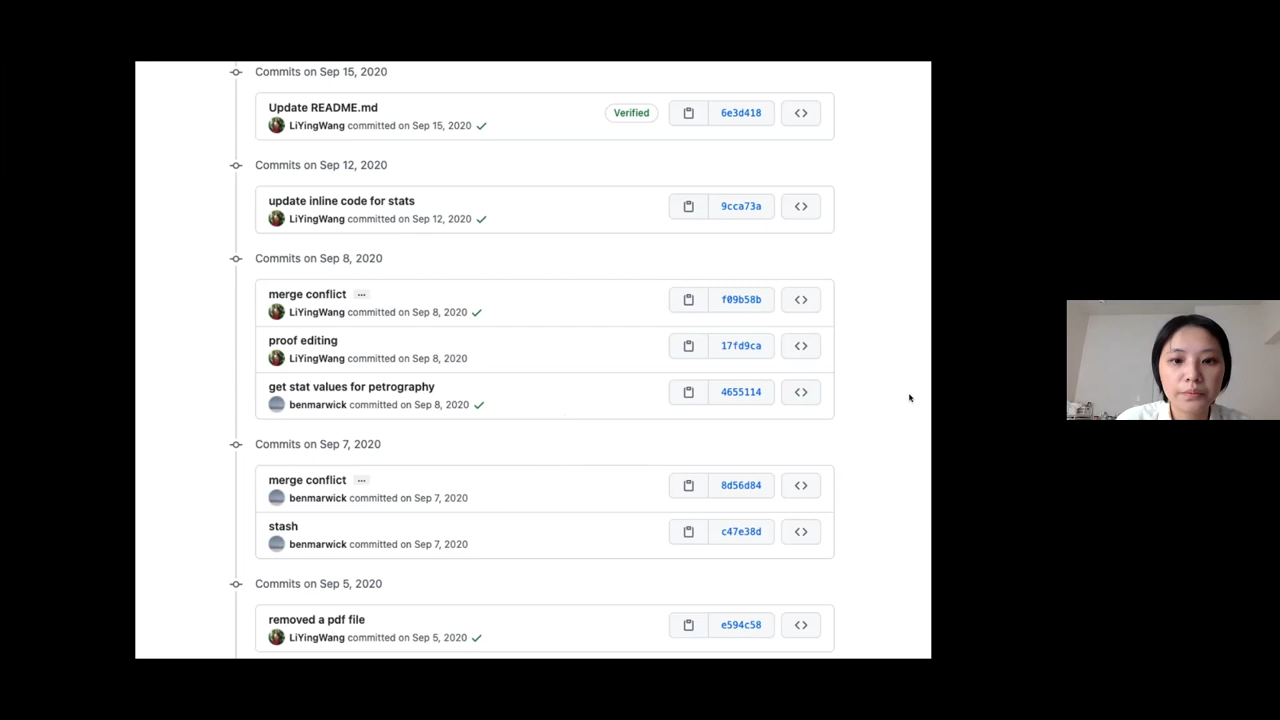 Commits on Sep 15, 2020
Update README.md
LiYingWang committed on Sep 15, 2020
Verified
6e3d418
Commits on Sep 12, 2020
update inline code for stats
LiYingWang committed on Sep 12, 2020
9cca73a
Commits on Sep 8, 2020
merge conflict ...
LiYingWang committed on Sep 8, 2020
f09b58b
proof editing
LiYingWang committed on Sep 8, 2020
17fd9ca
get stat values for petrography
benmarwick committed on Sep 8, 2020
4655114
Commits on Sep 7, 2020
merge conflict ...
benmarwick committed on Sep 7, 2020
8d56d84
stash
benmarwick committed on Sep 7, 2020
c47e38d
Commits on Sep 5, 2020
removed a pdf file
LiYingWang committed on Sep 5, 2020
e594c58